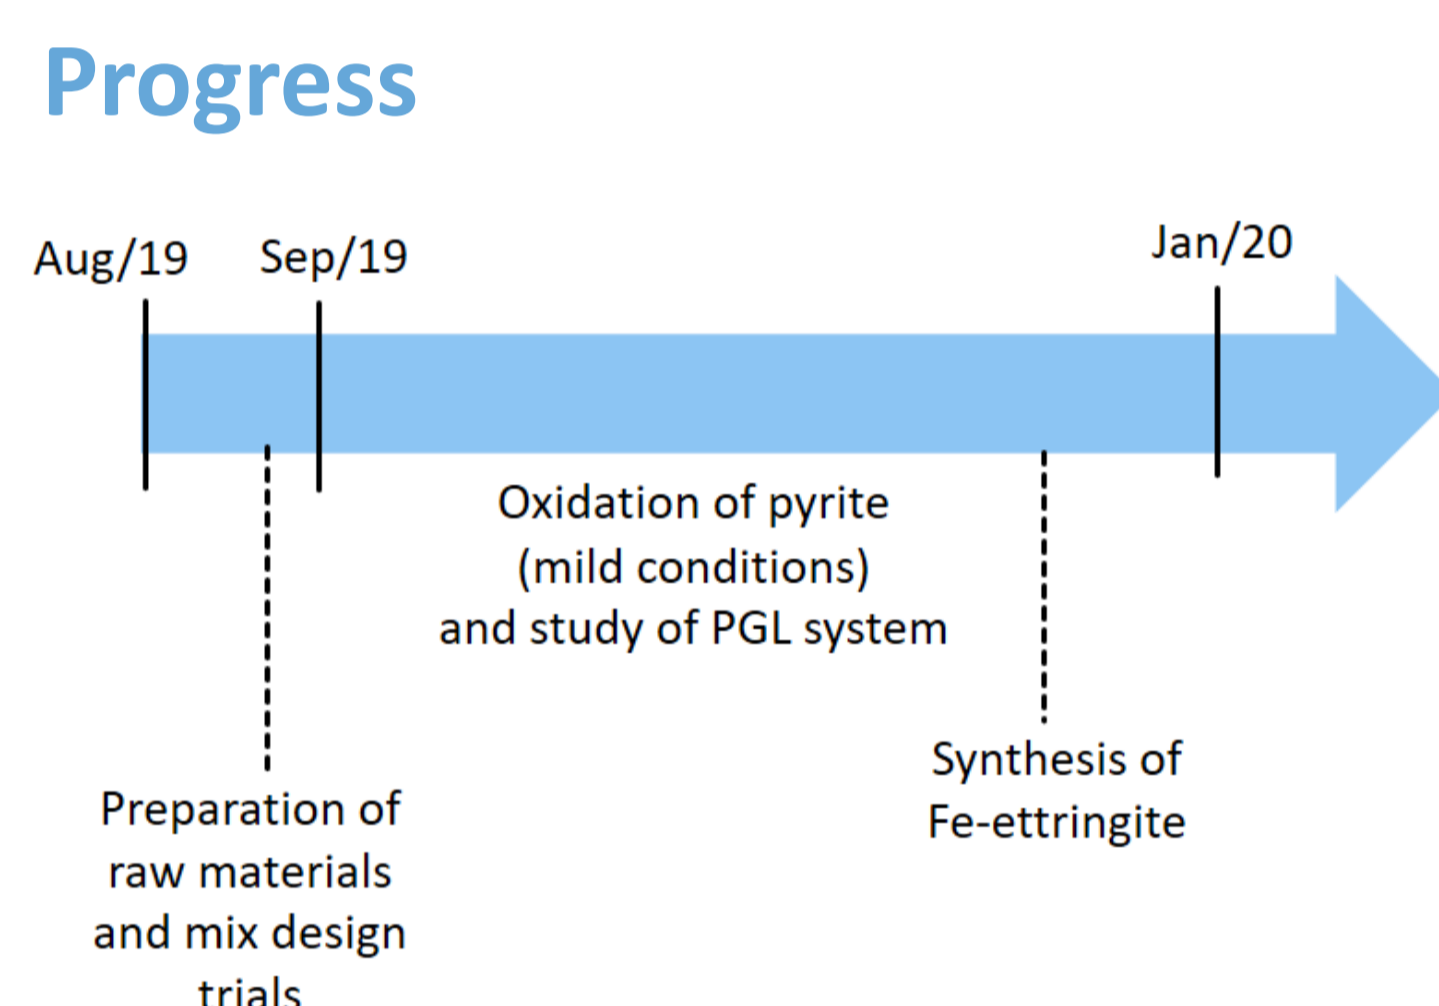 Progress
Aug/19
Sep/19
Jan/20
Oxidation of pyrite
(mild conditions)
and study of PGL system
Synthesis of
Fe-ettringite
Preparation of
raw materials
and mix design
trials